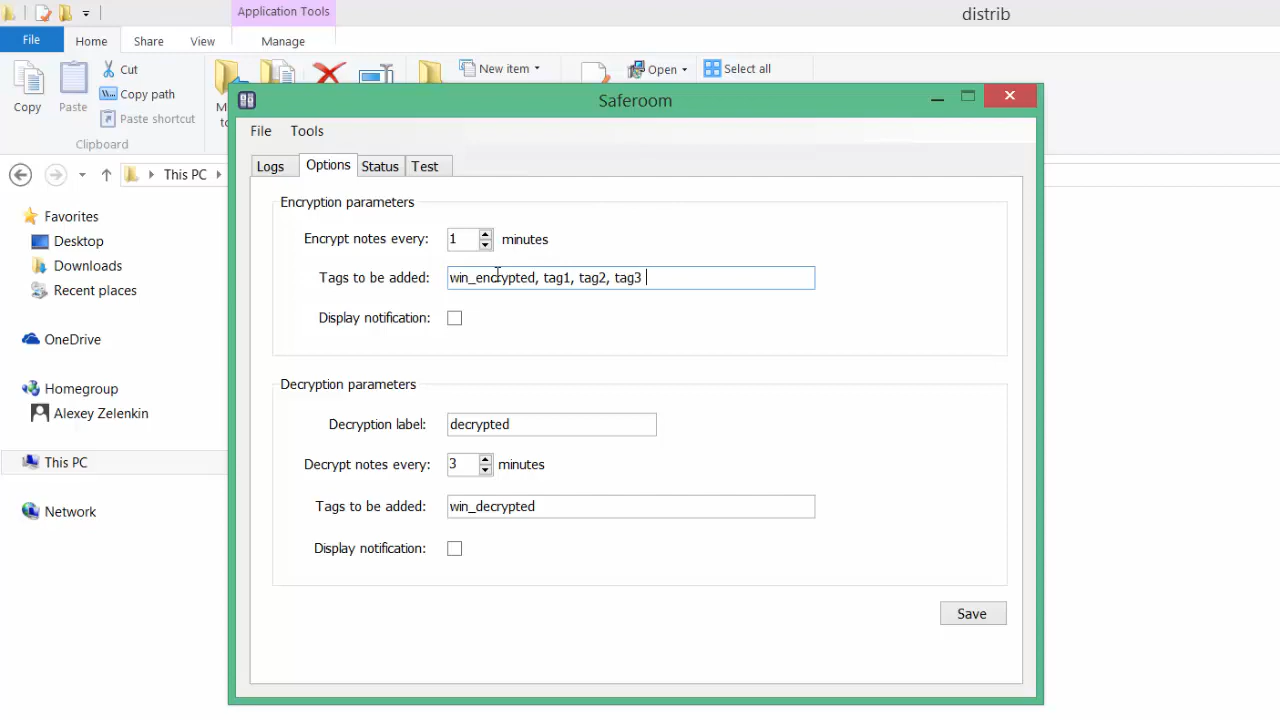 Application Tools
distrib
File
Home
Share
View
Manage
Copy
Paste
Cut
Copy path
Paste shortcut
Clipboard
New item
Open
Select all
This PC
Favorites
Desktop
Downloads
Recent places
OneDrive
Homegroup
Alexey Zelenkin
This PC
Network
Saferoom
File
Tools
Logs
Options
Status
Test
Encryption parameters
Encrypt notes every: 1 minutes
Tags to be added: win_encrypted, tag1, tag2, tag3
Display notification:
Decryption parameters
Decryption label: decrypted
Decrypt notes every: 3 minutes
Tags to be added: win_decrypted
Display notification:
Save